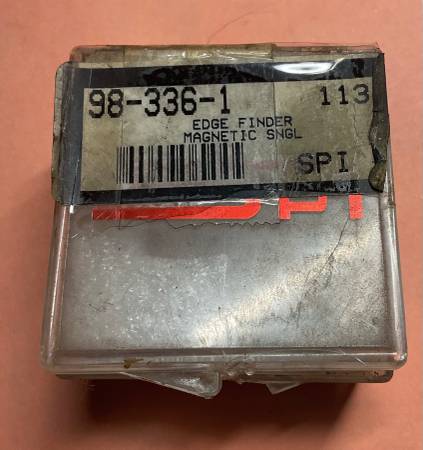 98-336-1 113
EDGE FINDER
MAGNETIC SNGL
SPI
SPI